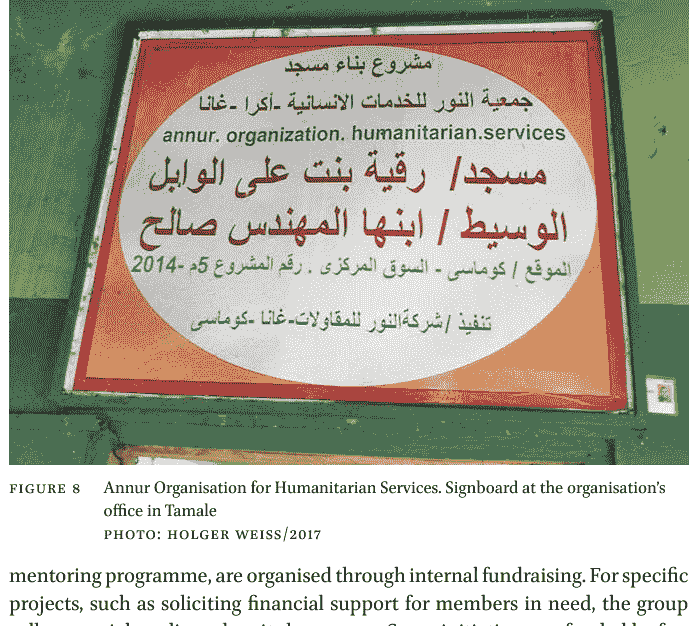 مشروع بناء مسجد
جمعية النور للخدمات الانسانية -أكرا -غانا
annur. organization. humanitarian.services
مسجد/ رقية بنت على الوابل
الوسيط / ابنها المهندس صالح
الموقع / كوماسى - السوق المركزى . رقم المشروع 5م -2014
تنفيذ /شركةالنور للمقاولات-غانا -كوماسى
FIGURE 8 Annur Organisation for Humanitarian Services. Signboard at the organisation's
office in Tamale
PHOTO: HOLGER WEISS/2017
mentoring programme, are organised through internal fundraising. For specific
projects, such as soliciting financial support for members in need, the group